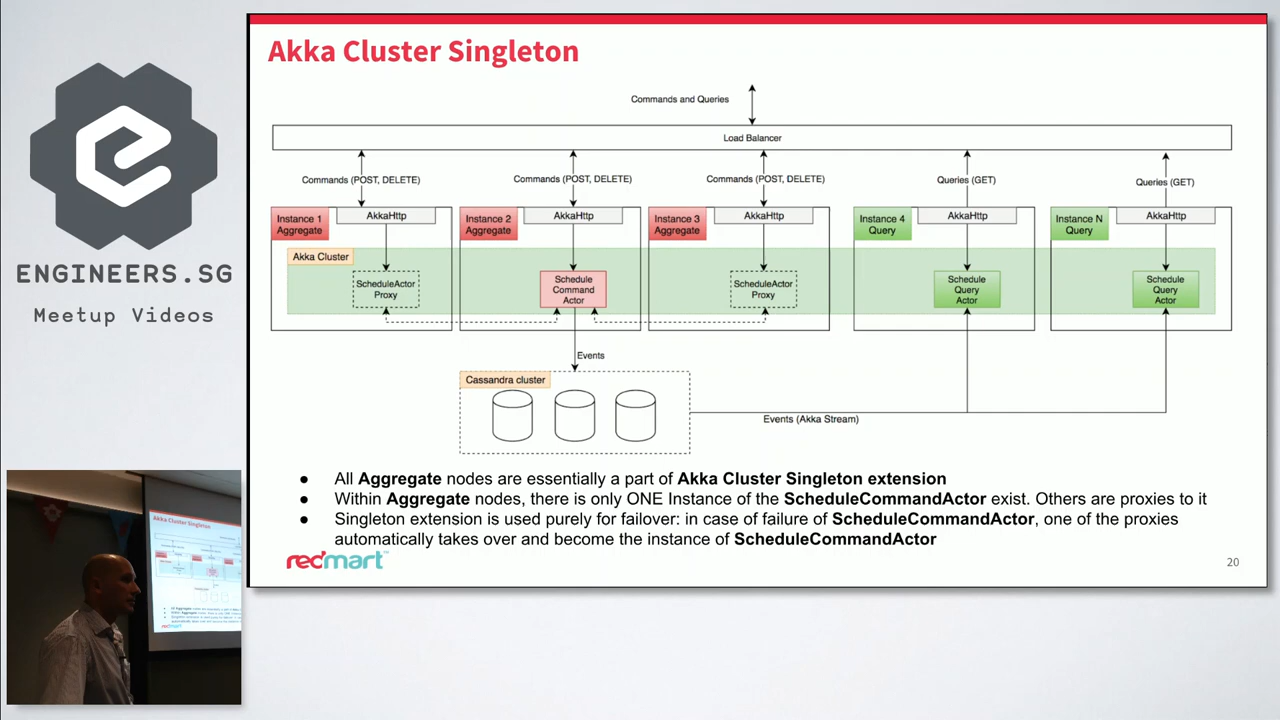 ENGINEERS.SG
Meetup Videos
Akka Cluster Singleton
Commands and Queries
Load Balancer
Commands (POST, DELETE)
Commands (POST, DELETE)
Commands (POST, DELETE)
Queries (GET)
Queries (GET)
Instance 1
Aggregate
AkkaHttp
Instance 2
Aggregate
AkkaHttp
Instance 3
Aggregate
AkkaHttp
Instance 4
Query
AkkaHttp
Instance N
Query
AkkaHttp
Akka Cluster
ScheduleActor
Proxy
Schedule
Command
Actor
ScheduleActor
Proxy
Schedule
Query
Actor
Schedule
Query
Actor
Events
Cassandra cluster
Events (Akka Stream)
● All Aggregate nodes are essentially a part of Akka Cluster Singleton extension
● Within Aggregate nodes, there is only ONE Instance of the ScheduleCommandActor exist. Others are proxies to it
● Singleton extension is used purely for failover: in case of failure of ScheduleCommandActor, one of the proxies
automatically takes over and become the instance of ScheduleCommandActor
redmart
20
Akka Cluster Singleton
redmart